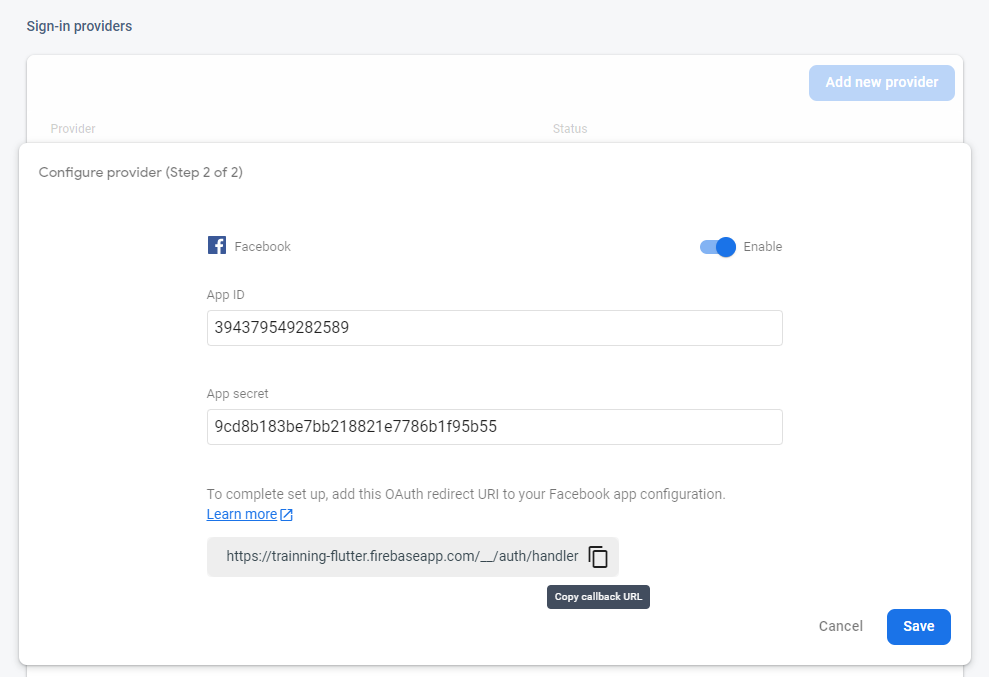 Sign-in providers
Add new provider
Provider Status
Configure provider (Step 2 of 2)
Facebook Enable
App ID
394379549282589
App secret
9cd8b183be7bb218821e7786b1f95b55
To complete set up, add this OAuth redirect URI to your Facebook app configuration.
Learn more
https://trainning-flutter.firebaseapp.com/__/auth/handler
Copy callback URL
Cancel Save